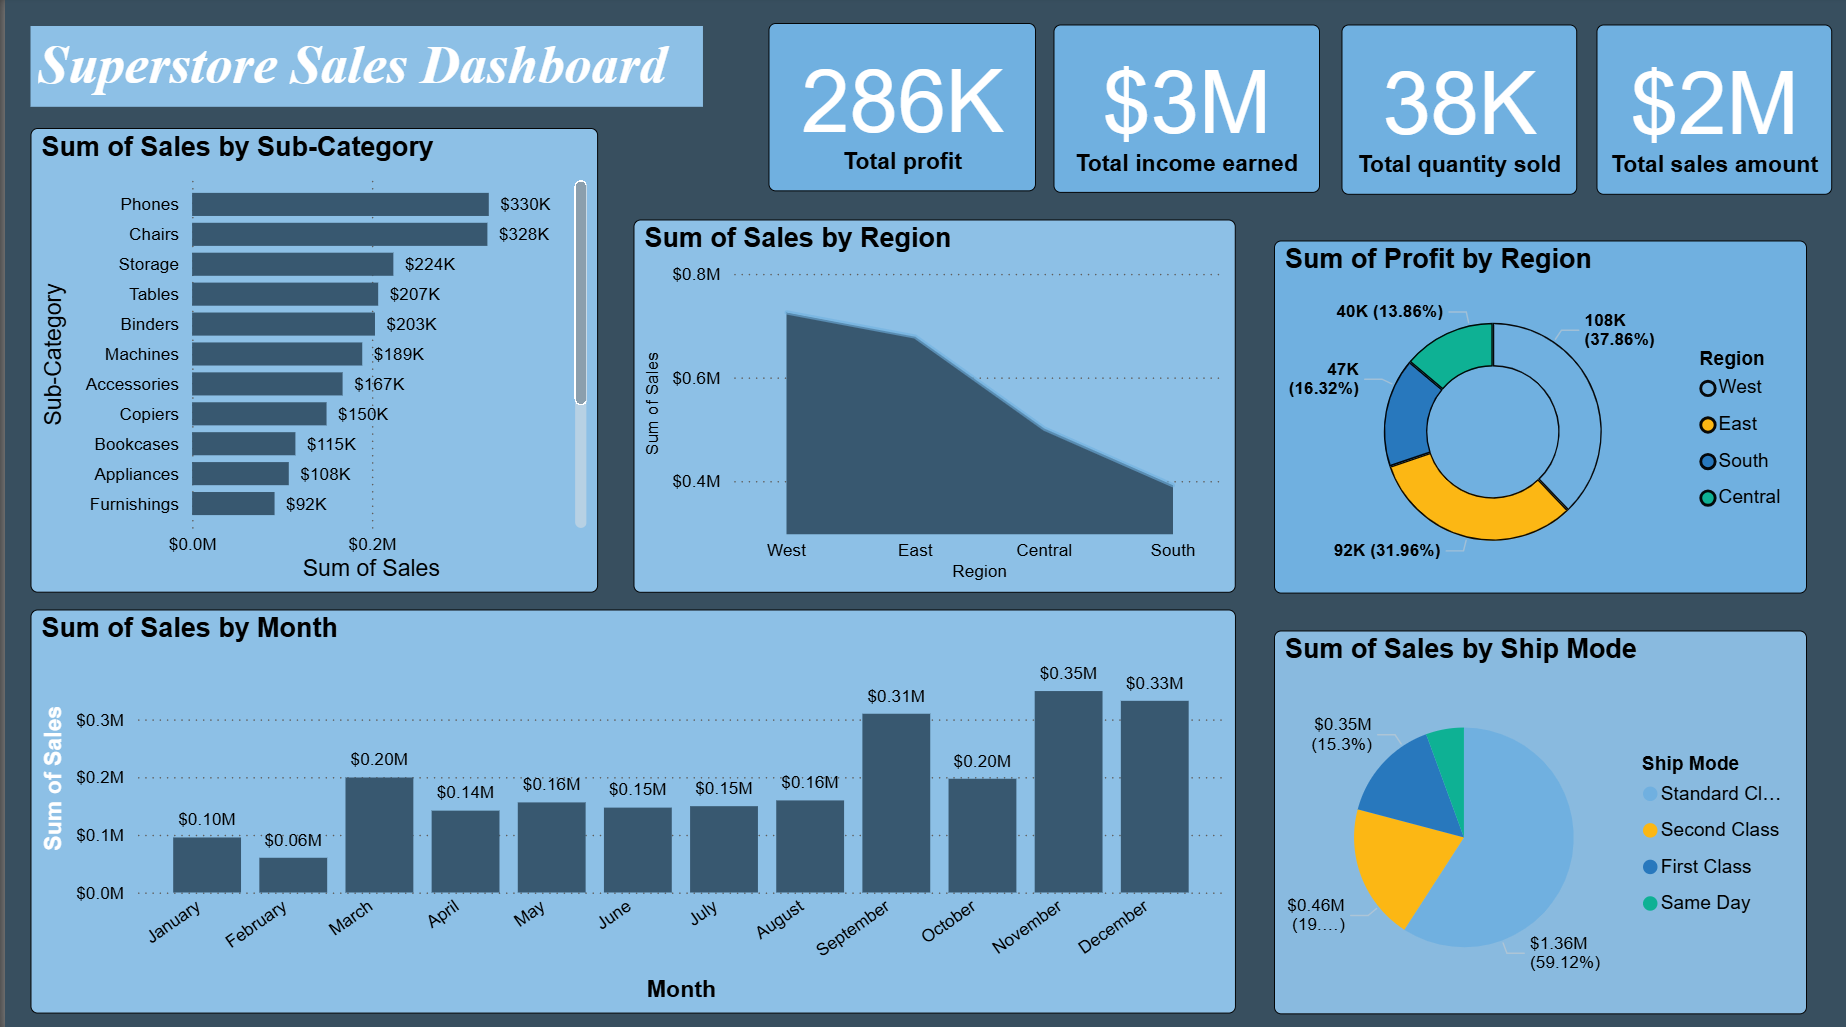 Superstore Sales Dashboard
286K
Total profit
$3M
Total income earned
38K
Total quantity sold
$2M
Total sales amount
Sum of Sales by Sub-Category
Sub-Category
Phones $330K
Chairs $328K
Storage $224K
Tables $207K
Binders $203K
Machines $189K
Accessories $167K
Copiers $150K
Bookcases $115K
Appliances $108K
Furnishings $92K
$0.0M $0.2M
Sum of Sales
Sum of Sales by Region
Sum of Sales
$0.8M
$0.6M
$0.4M
West East Central South
Region
Sum of Profit by Region
40K (13.86%)
108K
(37.86%)
47K
(16.32%)
92K (31.96%)
Region
West
East
South
Central
Sum of Sales by Month
Sum of Sales
$0.3M
$0.2M
$0.1M
$0.0M
$0.10M
$0.06M
$0.20M
$0.14M
$0.16M
$0.15M
$0.15M
$0.16M
$0.31M
$0.20M
$0.35M
$0.33M
January
February
March
April
May
June
July
August
September
October
November
December
Month
Sum of Sales by Ship Mode
$0.35M
(15.3%)
$0.46M
(19....)
$1.36M
(59.12%)
Ship Mode
Standard Cl...
Second Class
First Class
Same Day